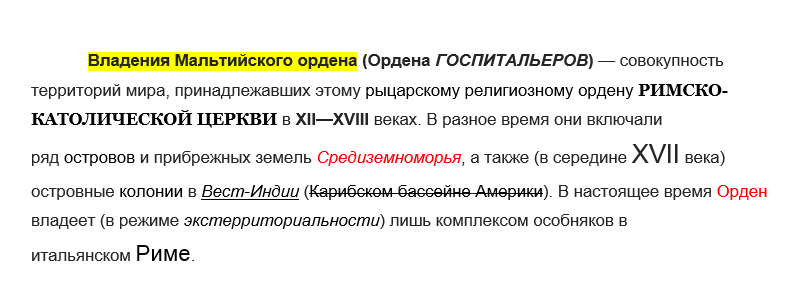 Владения Мальтийского ордена (Ордена ГОСПИТАЛЬЕРОВ) — совокупность
территорий мира, принадлежавших этому рыцарскому религиозному ордену РИМСКО-
КАТОЛИЧЕСКОЙ ЦЕРКВИ в XII—XVIII веках. В разное время они включали
ряд островов и прибрежных земель Средиземноморья, а также (в середине XVII века)
островные колонии в Вест-Индии (Карибском бассейне Америки). В настоящее время Орден
владеет (в режиме экстерриториальности) лишь комплексом особняков в
итальянском Риме.